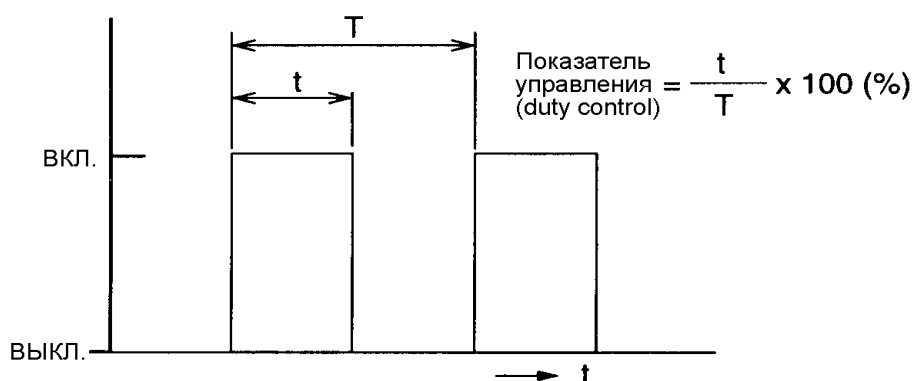 T
t
Показатель
управления
(duty control)
= t / T x 100 (%)
ВКЛ.
ВЫКЛ.
t